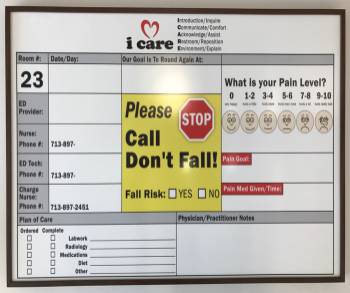 i care
Introduction/Inquire
Communicate/Comfort
Acknowledge/Assist
Restroom/Reposition
Environment/Explain
Room #: Date/Day: Our Goal Is To Round Again At:
23
What is your Pain Level?
0 1-2 3-4 5-6 7-8 9-10
ED
Provider:
Please
STOP
Call
Don't Fall!
Nurse:
Phone #: 713-897-
ED Tech:
Phone #: 713-897-
Pain Goal:
Fall Risk: YES NO
Pain Med Given/Time:
Charge
Nurse:
Phone #: 713-897-2451
Plan of Care
Physician/Practitioner Notes
Ordered Complete
Labwork
Radiology
Medications
Diet
Other